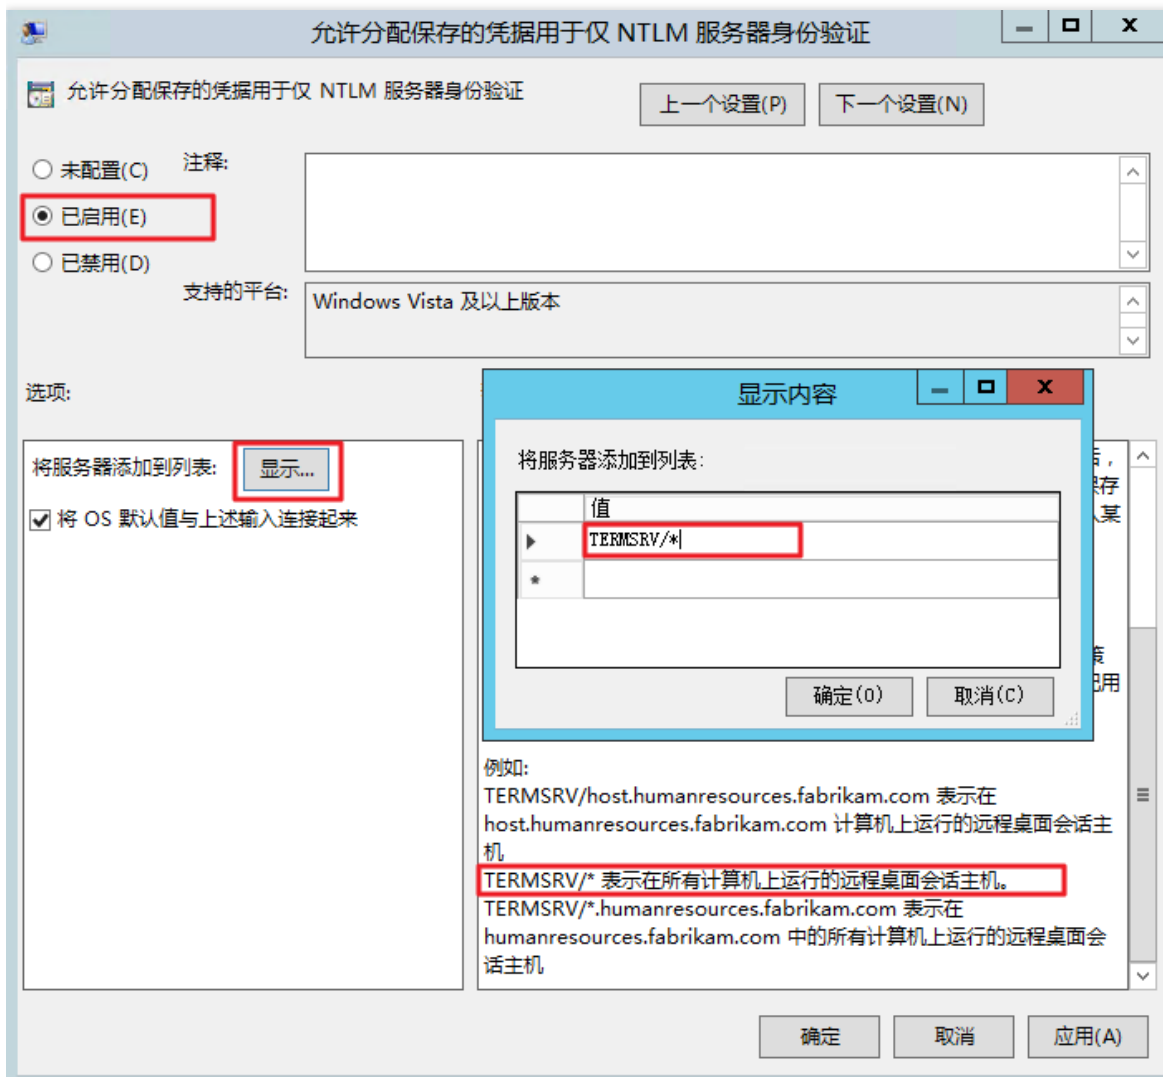 允许分配保存的凭据用于仅 NTLM 服务器身份验证
允许分配保存的凭据用于仅 NTLM 服务器身份验证
上一个设置(P)
下一个设置(N)
未配置(C)
注释:
已启用(E)
已禁用(D)
支持的平台:
Windows Vista 及以上版本
选项:
显示内容
将服务器添加到列表:
显示...
将 OS 默认值与上述输入连接起来
将服务器添加到列表:
值
TERMSRV/*
*
确定(O)
取消(C)
存
某
策
用
例如:
TERMSRV/host.humanresources.fabrikam.com 表示在
host.humanresources.fabrikam.com 计算机上运行的远程桌面会话主
机
TERMSRV/* 表示在所有计算机上运行的远程桌面会话主机。
TERMSRV/*.humanresources.fabrikam.com 表示在
humanresources.fabrikam.com 中的所有计算机上运行的远程桌面会
话主机
确定
取消
应用(A)